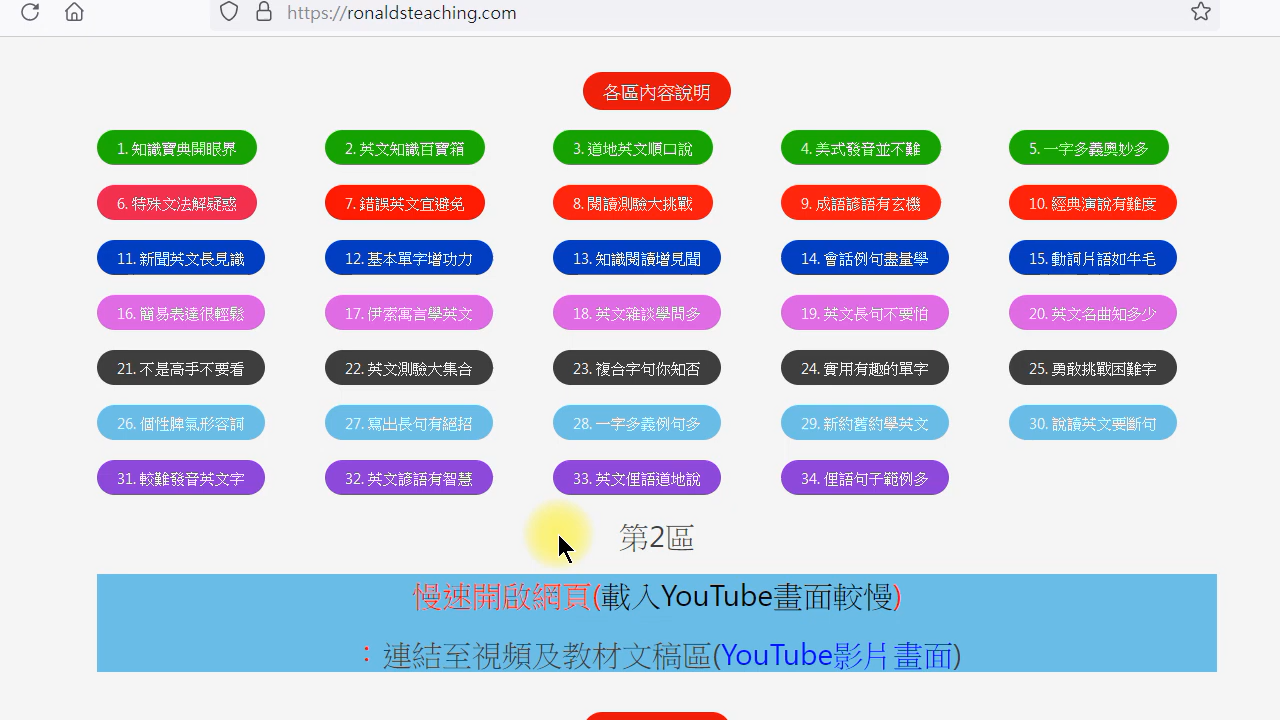 https://ronaldsteaching.com
各區內容說明
1. 知識寶典開眼界
2. 英文知識百寶箱
3. 道地英文順口說
4. 美式發音並不難
5. 一字多義奧妙多
6. 特殊文法解疑惑
7. 錯誤英文宜避免
8. 閱讀測驗大挑戰
9. 成語諺語有玄機
10. 經典演說有難度
11. 新聞英文長見識
12. 基本單字增功力
13. 知識閱讀增見聞
14. 會話例句盡量學
15. 動詞片語如牛毛
16. 簡易表達很輕鬆
17. 伊索寓言學英文
18. 英文雜談學問多
19. 英文長句不要怕
20. 英文名曲知多少
21. 不是高手不要看
22. 英文測驗大集合
23. 複合字句你知否
24. 實用有趣的單字
25. 勇敢挑戰困難字
26. 個性脾氣形容詞
27. 寫出長句有絕招
28. 一字多義例句多
29. 新約舊約學英文
30. 說讀英文要斷句
31. 較難發音英文字
32. 英文諺語有智慧
33. 英文俚語道地說
34. 俚語句子範例多
第2區
慢速開啟網頁(載入YouTube畫面較慢)
：連結至視頻及教材文稿區(YouTube影片畫面)